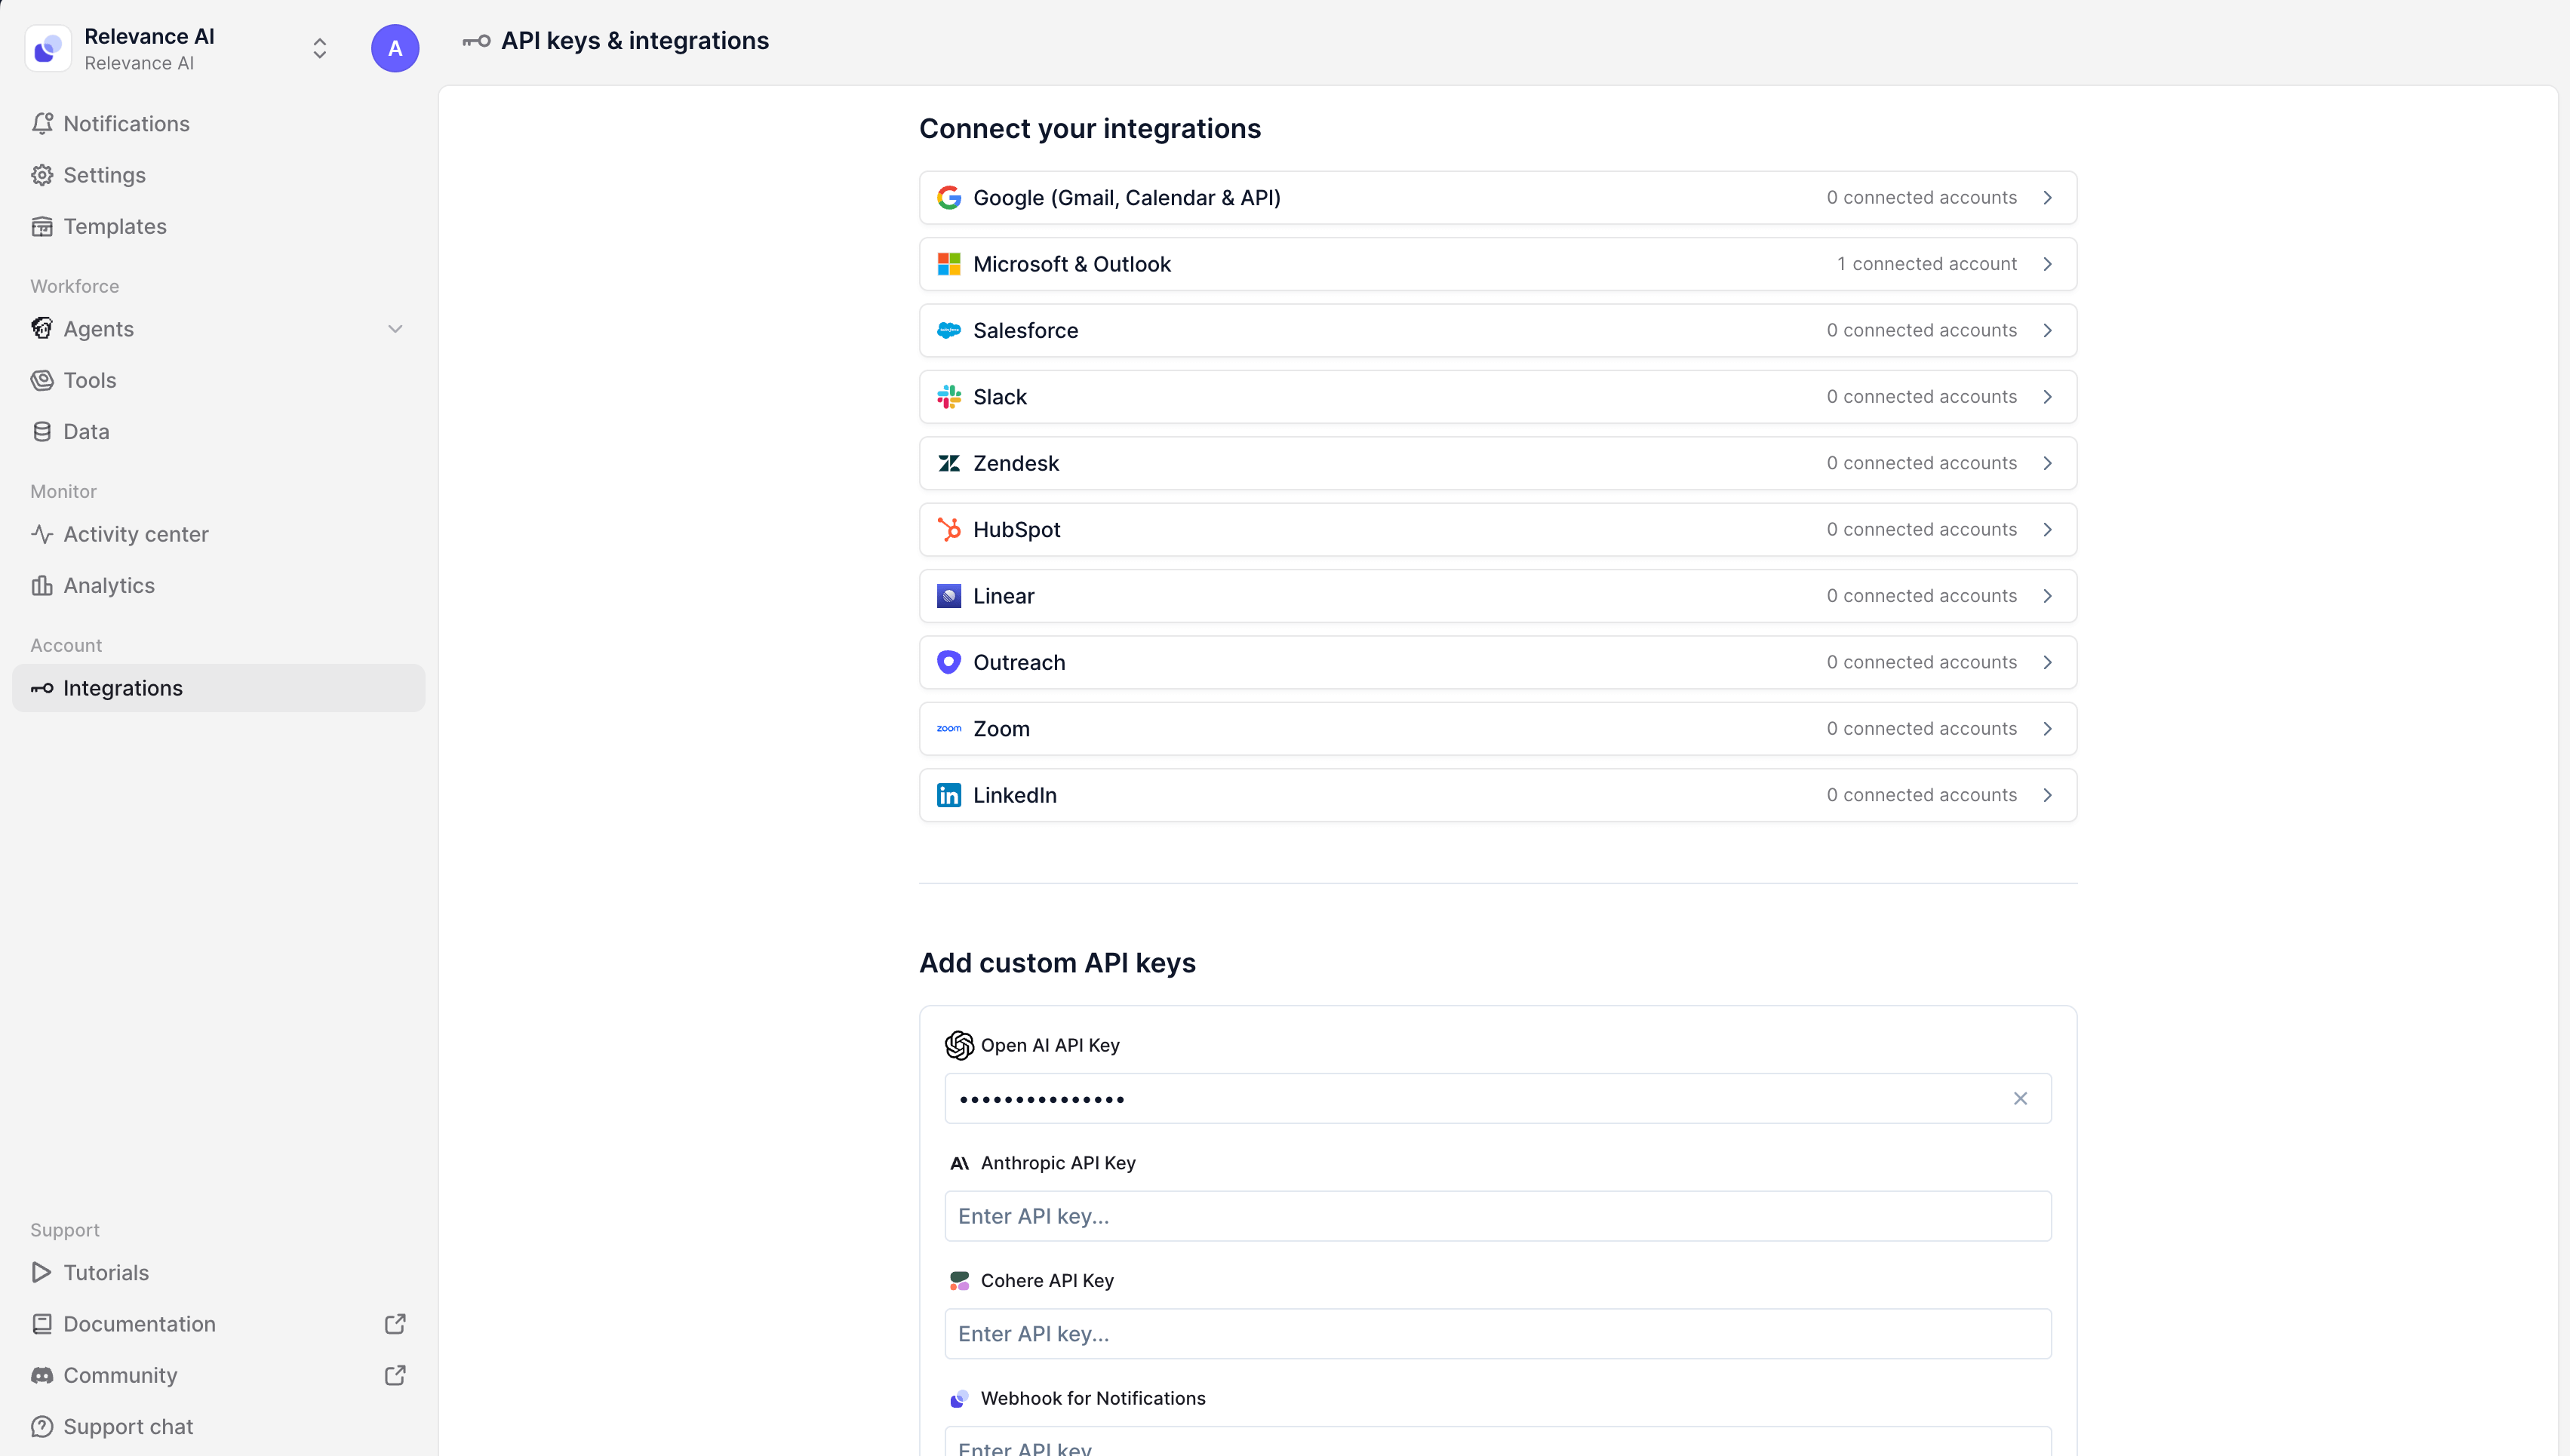 Relevance AI
Relevance AI
A
API keys & integrations
Notifications
Settings
Templates
Workforce
Agents
Tools
Data
Monitor
Activity center
Analytics
Account
Integrations
Support
Tutorials
Documentation
Community
Support chat
Connect your integrations
Google (Gmail, Calendar & API)
0 connected accounts
Microsoft & Outlook
1 connected account
Salesforce
0 connected accounts
Slack
0 connected accounts
Zendesk
0 connected accounts
HubSpot
0 connected accounts
Linear
0 connected accounts
Outreach
0 connected accounts
zoom
Zoom
0 connected accounts
in
LinkedIn
0 connected accounts
Add custom API keys
Open AI API Key
•••••••••••••••
Anthropic API Key
Enter API key...
Cohere API Key
Enter API key...
Webhook for Notifications
Enter API key